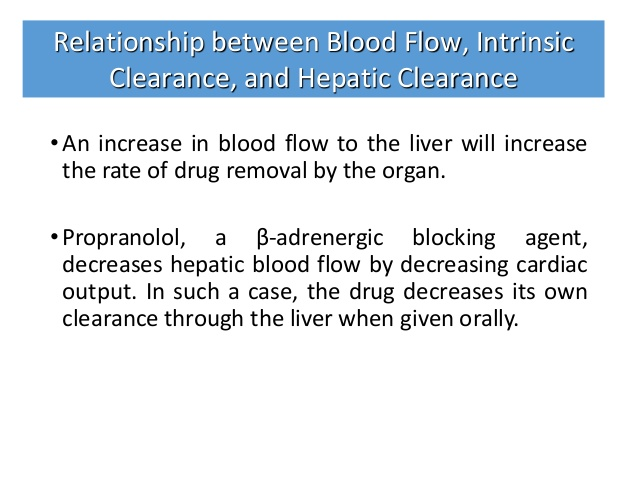 Relationship between Blood Flow, Intrinsic
Clearance, and Hepatic Clearance
• An increase in blood flow to the liver will increase
the rate of drug removal by the organ.
• Propranolol, a β-adrenergic blocking agent,
decreases hepatic blood flow by decreasing cardiac
output. In such a case, the drug decreases its own
clearance through the liver when given orally.